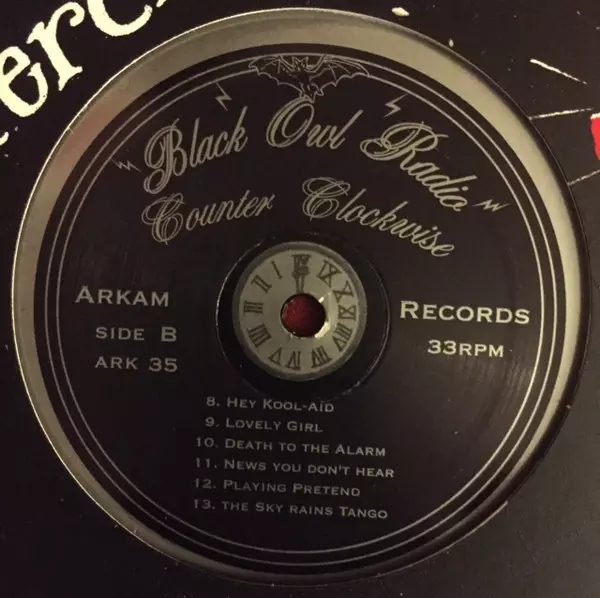 erc
Black Owl Radio
Counter Clockwise
ARKAM
RECORDS
SIDE B
33RPM
ARK 35
8. HEY KOOL-AID
9. LOVELY GIRL
10. DEATH TO THE ALARM
11. NEWS YOU DON'T HEAR
12. PLAYING PRETEND
13. THE SKY RAINS TANGO